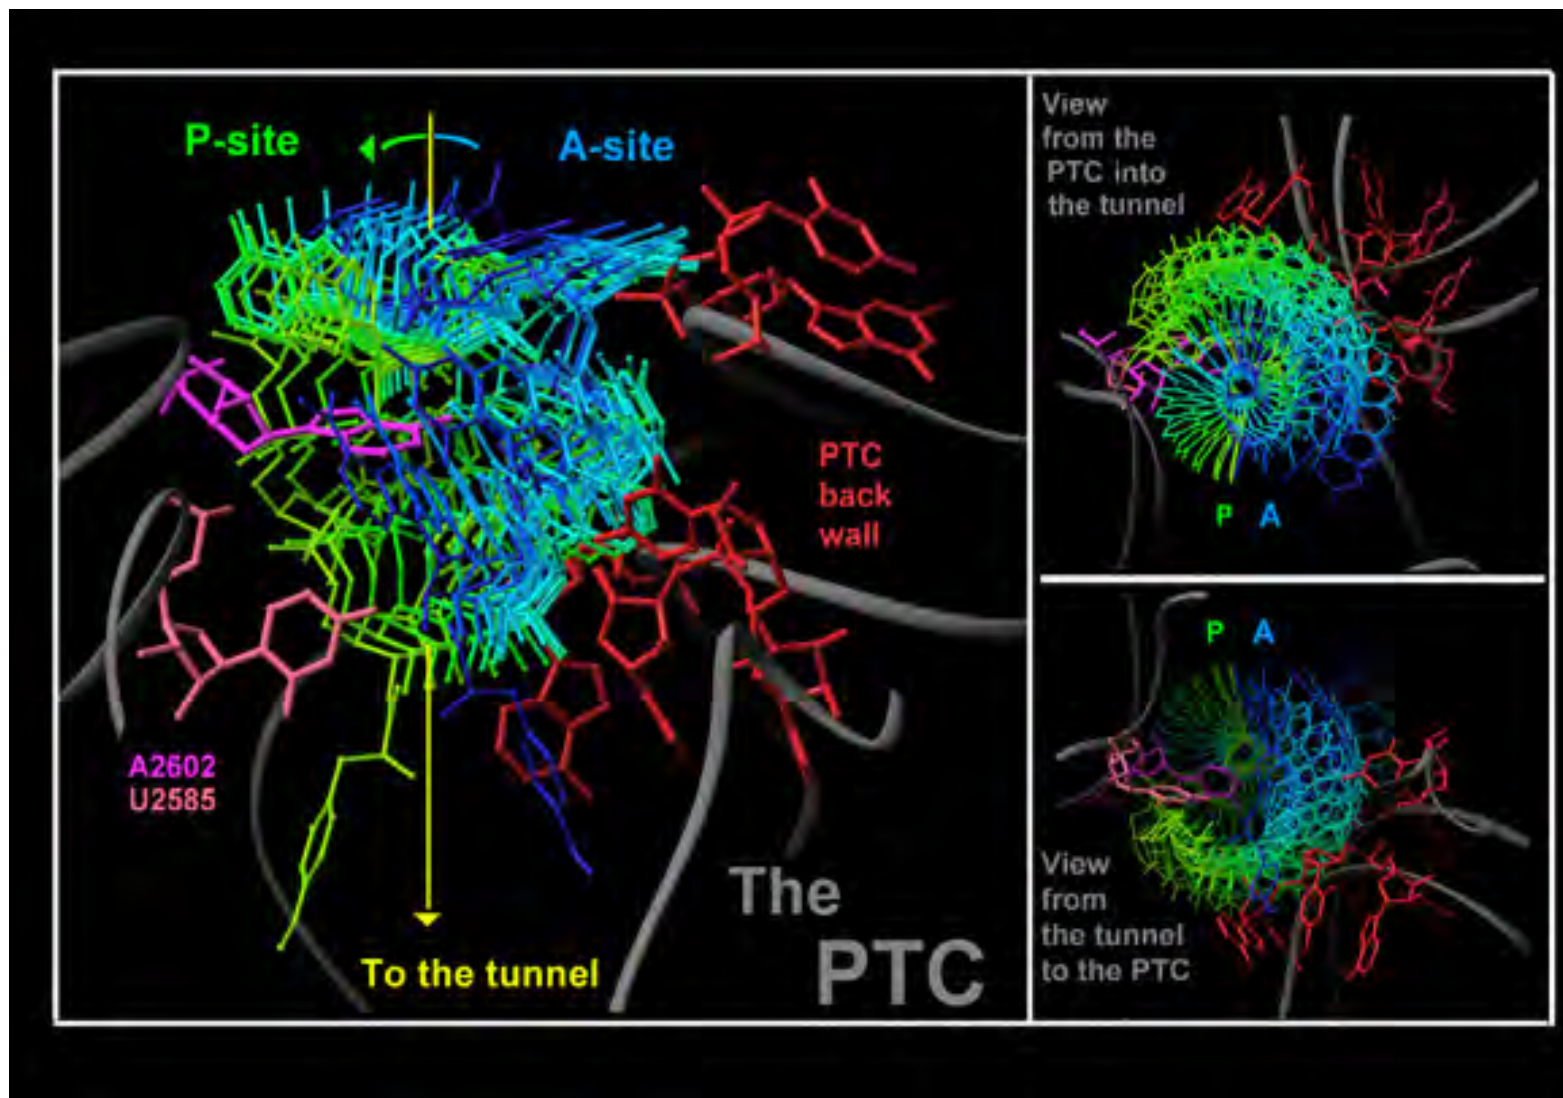 P-site
A-site
PTC
back
wall
A2602
U2585
The
PTC
To the tunnel
View
from the
PTC into
the tunnel
P A
P A
View
from
the tunnel
to the PTC